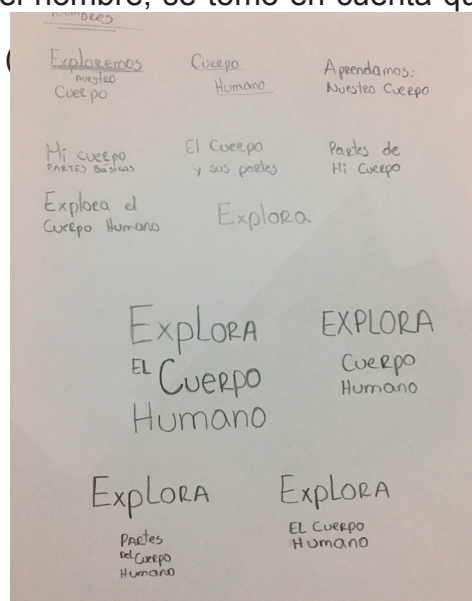 el nombre, se tomó en cuenta qu
(
NOMBRES
Exploremos
nuestro
Cuerpo
Cuerpo
Humano
Aprendamos:
Nuestro Cuerpo
Mi cuerpo
PARTES Básicas
El Cuerpo
y sus partes
Partes de
Mi Cuerpo
Explora el
Cuerpo Humano
Explora
ExpLORA
EL Cuerpo
Humano
EXPLORA
Cuerpo
Humano
ExpLORA
Partes
Del Cuerpo
Humano
ExpLORA
EL Cuerpo
Humano